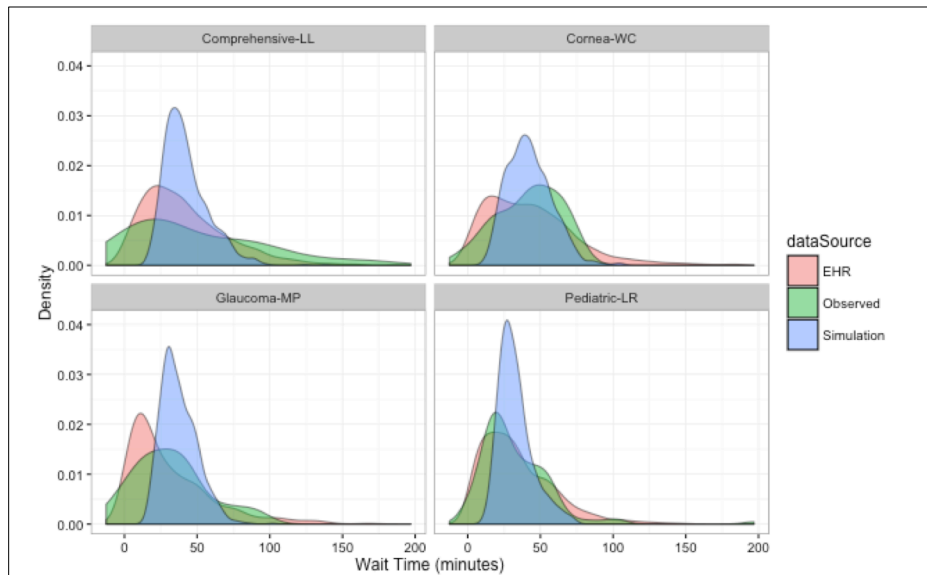 Comprehensive-LL
Cornea-WC
0.04
0.03
0.02
0.01
0.00
Glaucoma-MP
Pediatric-LR
0.04
0.03
0.02
0.01
0.00
0 50 100 150 200
0 50 100 150 200
Density
Wait Time (minutes)
dataSource
EHR
Observed
Simulation